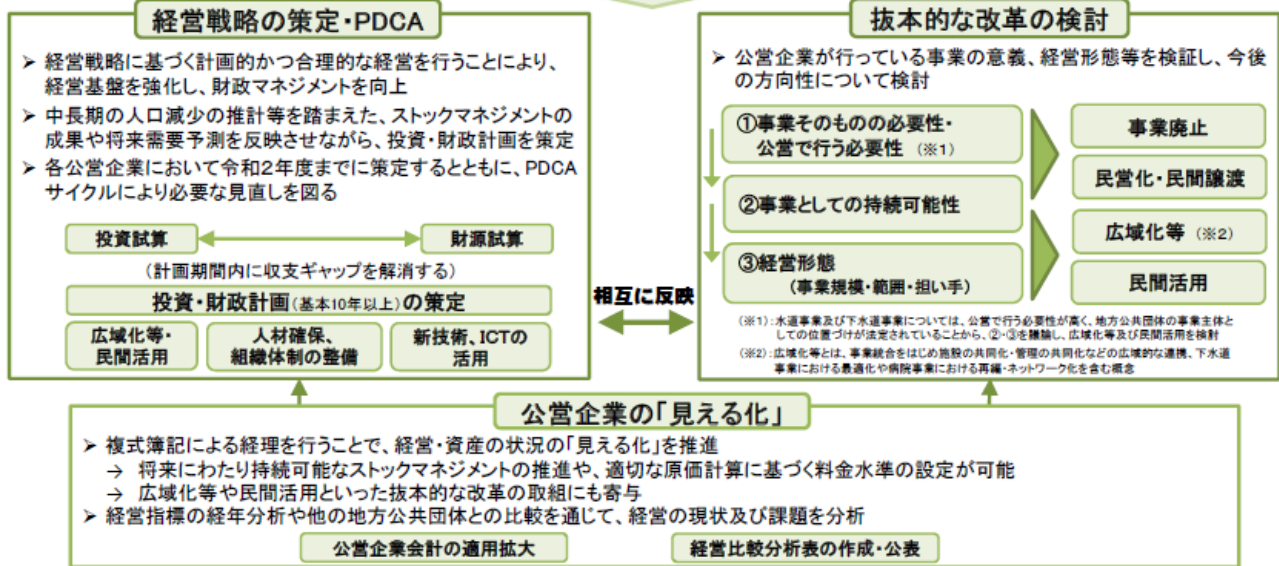 経営戦略の策定・PDCA
➤ 経営戦略に基づく計画的かつ合理的な経営を行うことにより、
経営基盤を強化し、財政マネジメントを向上
➤ 中長期の人口減少の推計等を踏まえた、ストックマネジメントの
成果や将来需要予測を反映させながら、投資・財政計画を策定
➤ 各公営企業において令和2年度までに策定するとともに、PDCA
サイクルにより必要な見直しを図る
投資試算
財源試算
(計画期間内に収支ギャップを解消する)
投資・財政計画(基本10年以上)の策定
広域化等・
民間活用
人材確保、
組織体制の整備
新技術、ICTの
活用
相互に反映
抜本的な改革の検討
➤ 公営企業が行っている事業の意義、経営形態等を検証し、今後
の方向性について検討
①事業そのものの必要性・
公営で行う必要性 (※1)
②事業としての持続可能性
③経営形態
(事業規模・範囲・担い手)
事業廃止
民営化・民間譲渡
広域化等 (※2)
民間活用
(※1):水道事業及び下水道事業については、公営で行う必要性が高く、地方公共団体の事業主体と
しての位置づけが法定されていることから、②・③を議論し、広域化等及び民間活用を検討
(※2):広域化等とは、事業統合をはじめ施設の共同化・管理の共同化などの広域的な連携、下水道
事業における最適化や病院事業における再編・ネットワーク化を含む概念
公営企業の「見える化」
➤ 複式簿記による経理を行うことで、経営・資産の状況の「見える化」を推進
→ 将来にわたり持続可能なストックマネジメントの推進や、適切な原価計算に基づく料金水準の設定が可能
→ 広域化等や民間活用といった抜本的な改革の取組にも寄与
➤ 経営指標の経年分析や他の地方公共団体との比較を通じて、経営の現状及び課題を分析
公営企業会計の適用拡大
経営比較分析表の作成・公表